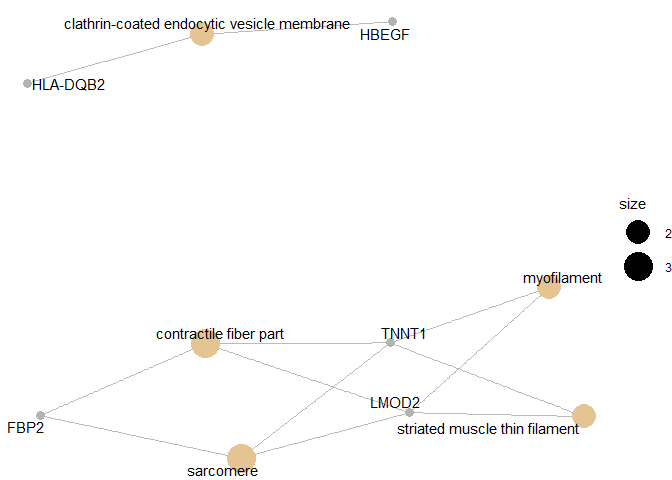 clathrin-coated endocytic vesicle membrane
HBEGF
HLA-DQB2
size
2
3
myofilament
contractile fiber part
TNNT1
LMOD2
FBP2
striated muscle thin filament
sarcomere